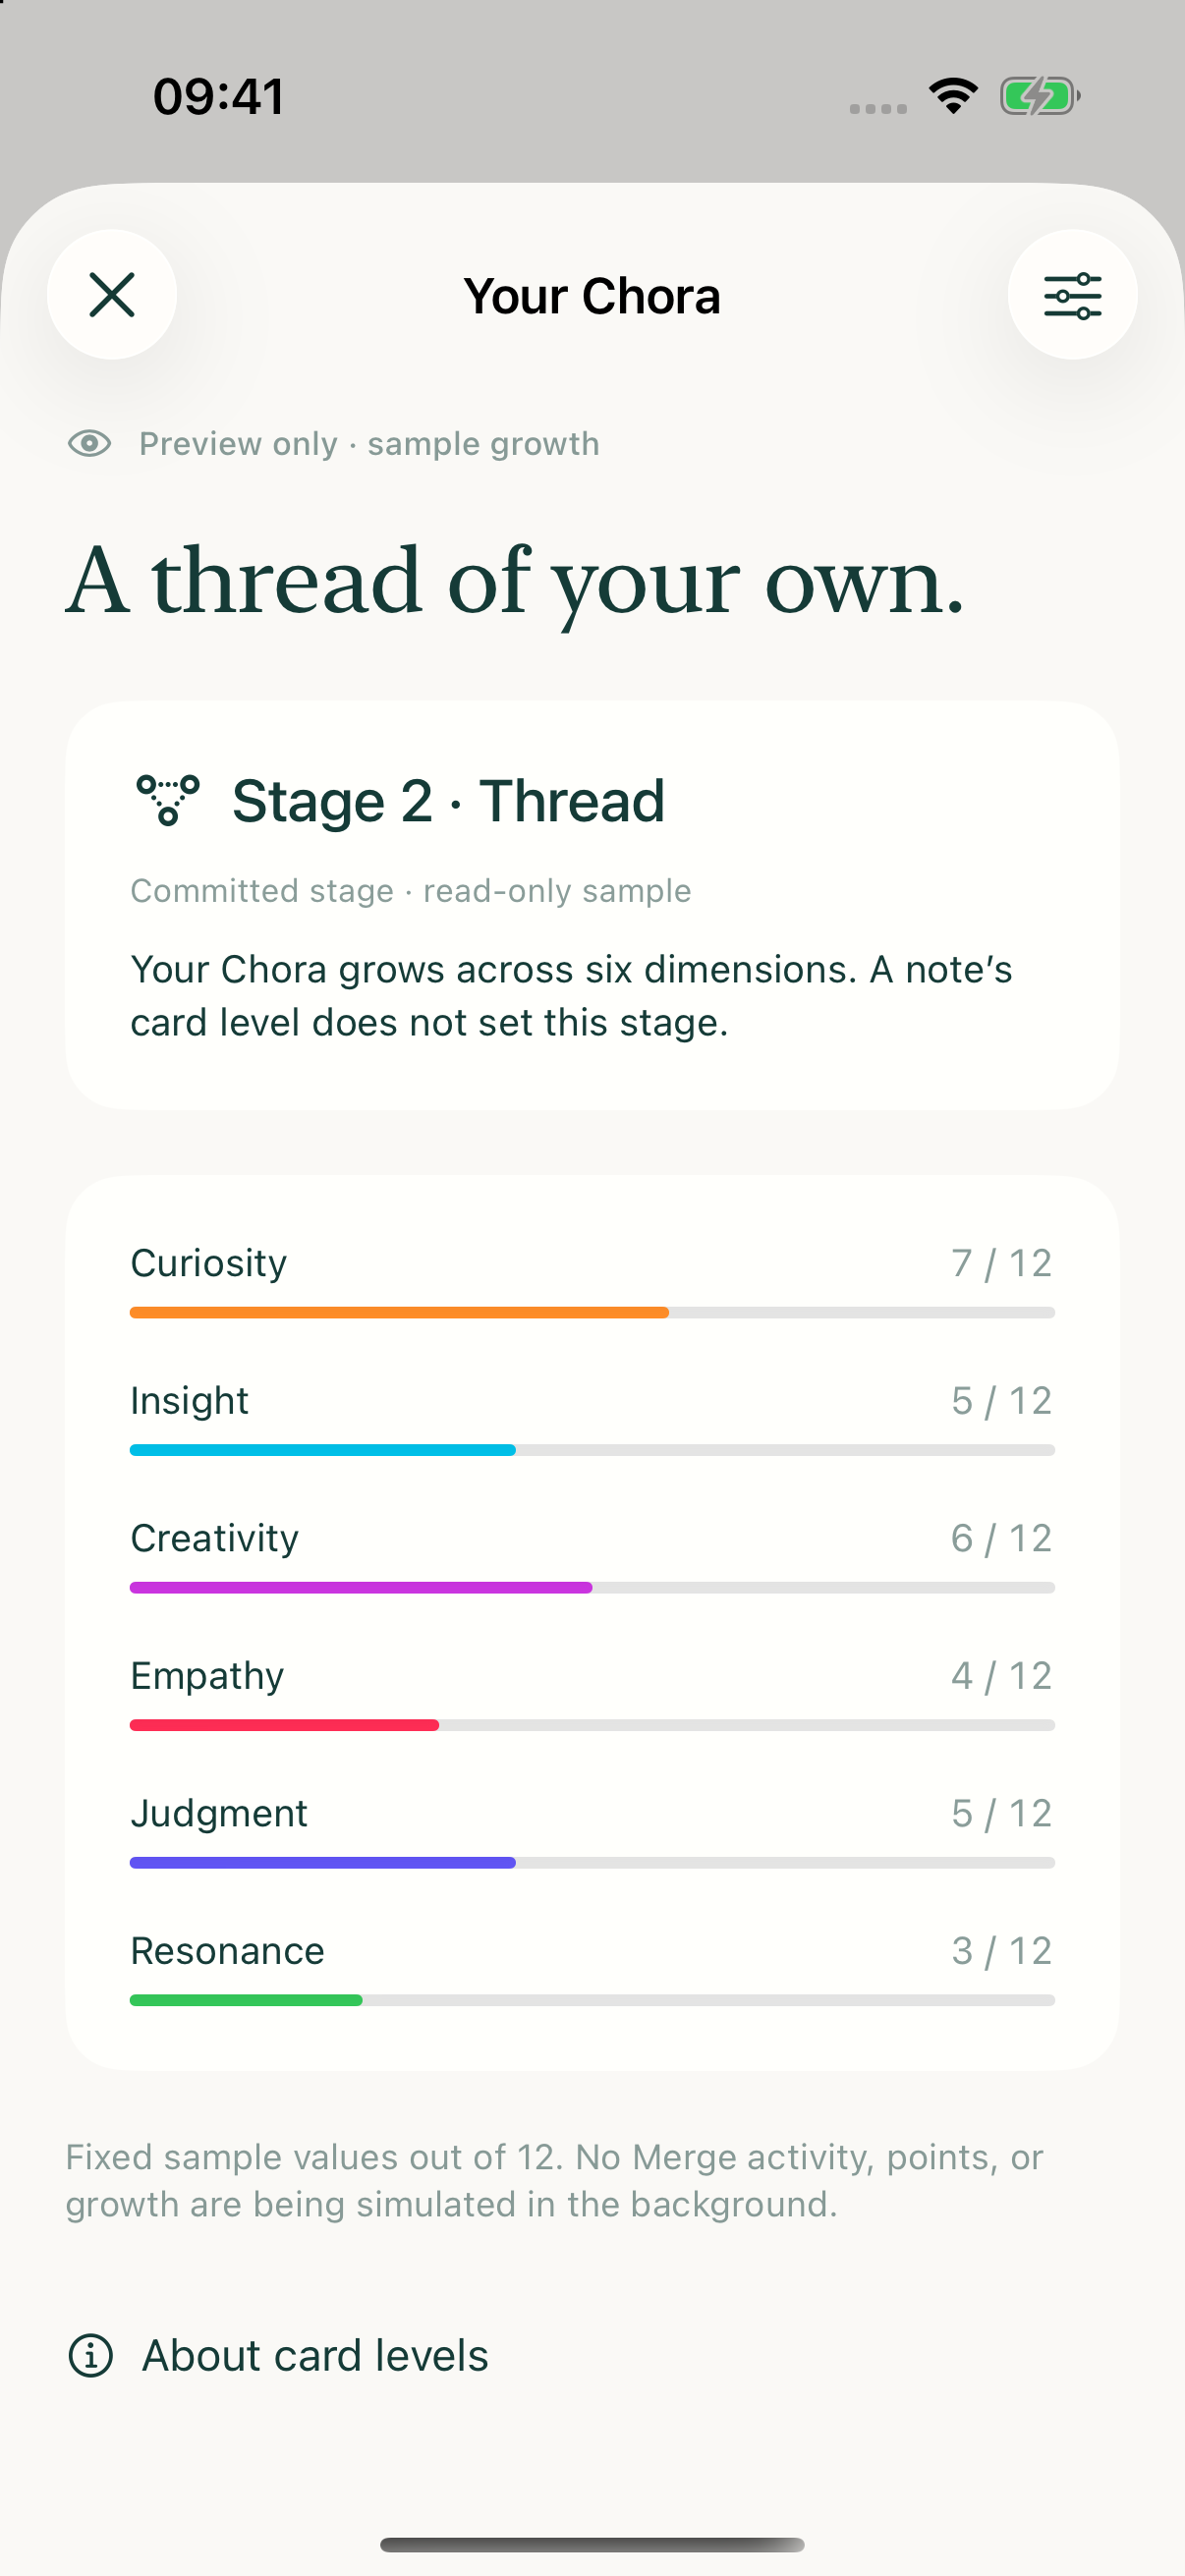 09:41
Your Chora
Preview only · sample growth
A thread of your own.
Stage 2 · Thread
Committed stage · read-only sample
Your Chora grows across six dimensions. A note’s
card level does not set this stage.
Curiosity 7 / 12
Insight 5 / 12
Creativity 6 / 12
Empathy 4 / 12
Judgment 5 / 12
Resonance 3 / 12
Fixed sample values out of 12. No Merge activity, points, or
growth are being simulated in the background.
About card levels